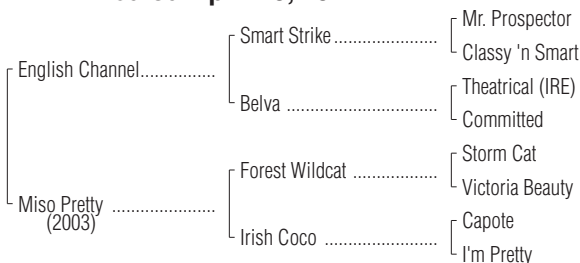 Mr. Prospector
Smart Strike
Classy 'n Smart
English Channel
Theatrical (IRE)
Belva
Committed
Storm Cat
Forest Wildcat
Victoria Beauty
Miso Pretty
(2003)
Capote
Irish Coco
I'm Pretty